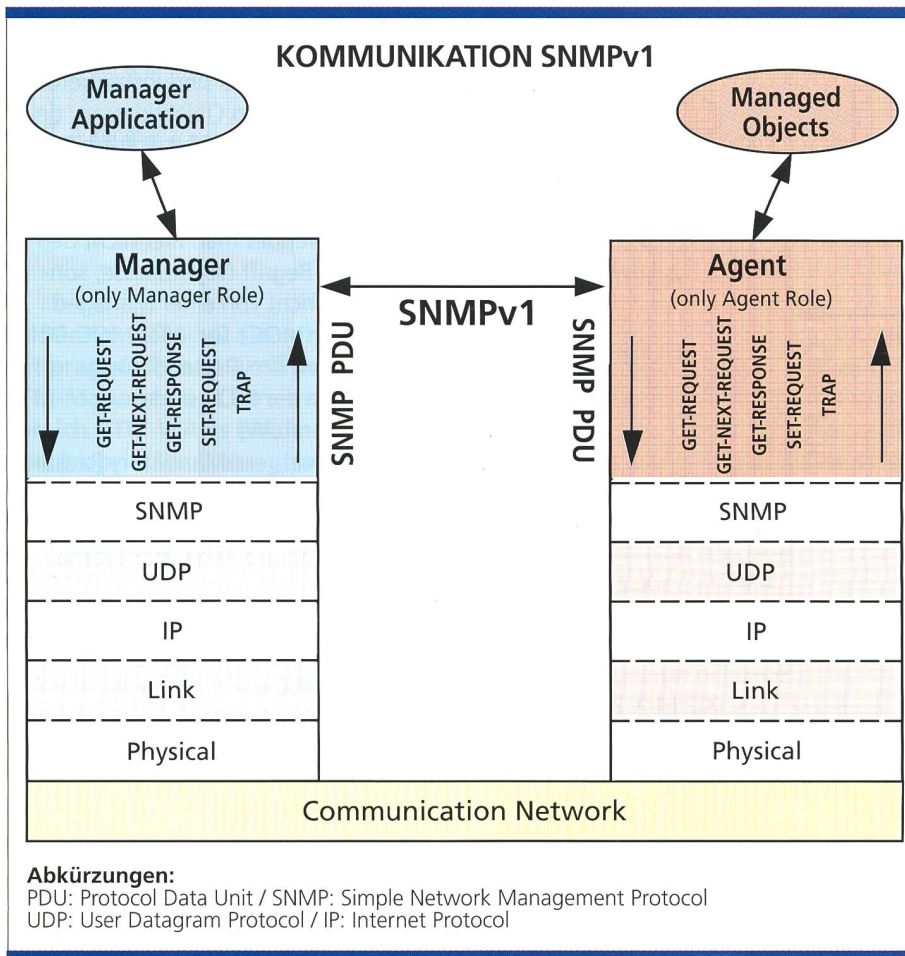 KOMMUNIKATION SNMPv1
Manager
Application
Managed
Objects
Manager
(only Manager Role)
GET-REQUEST
GET-NEXT-REQUEST
GET-RESPONSE
SET-REQUEST
TRAP
SNMP PDU
SNMPv1
SNMP PDU
Agent
(only Agent Role)
GET-REQUEST
GET-NEXT-REQUEST
GET-RESPONSE
SET-REQUEST
TRAP
SNMP
UDP
IP
Link
Physical
SNMP
UDP
IP
Link
Physical
Communication Network
Abkürzungen:
PDU: Protocol Data Unit / SNMP: Simple Network Management Protocol
UDP: User Datagram Protocol / IP: Internet Protocol